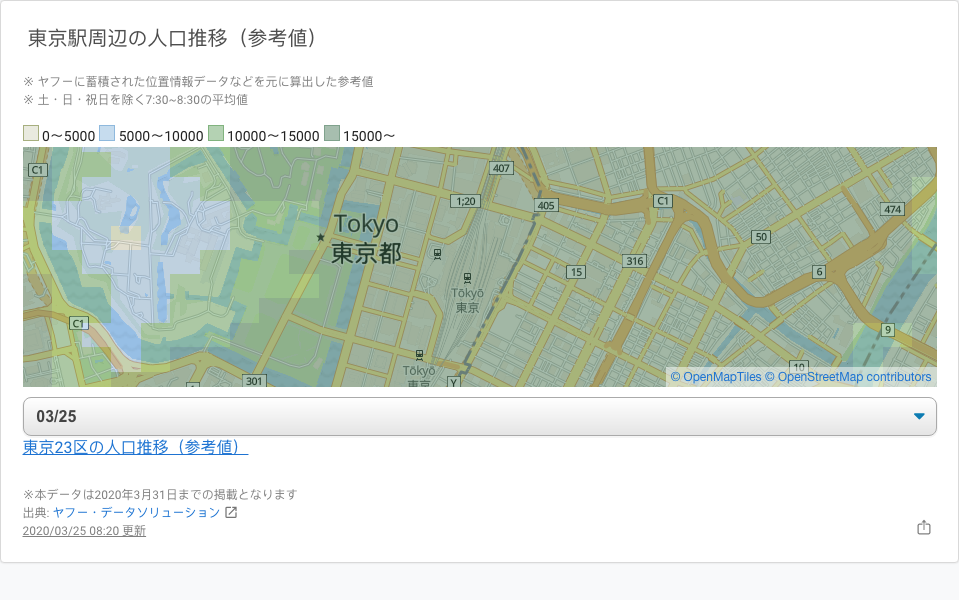 東京駅周辺の人口推移（参考値）
※ ヤフーに蓄積された位置情報データなどを元に算出した参考値
※ 土・日・祝日を除く7:30~8:30の平均値
0〜5000 5000〜10000 10000〜15000 15000〜
C1
407
1;20
405
C1
474
Tokyo
東京都
50
316
15
6
Tōkyō
東京
C1
9
Tōkyō
東京
10
301
Y
© OpenMapTiles © OpenStreetMap contributors
03/25
東京23区の人口推移（参考値）
※本データは2020年3月31日までの掲載となります
出典: ヤフー・データソリューション
2020/03/25 08:20 更新